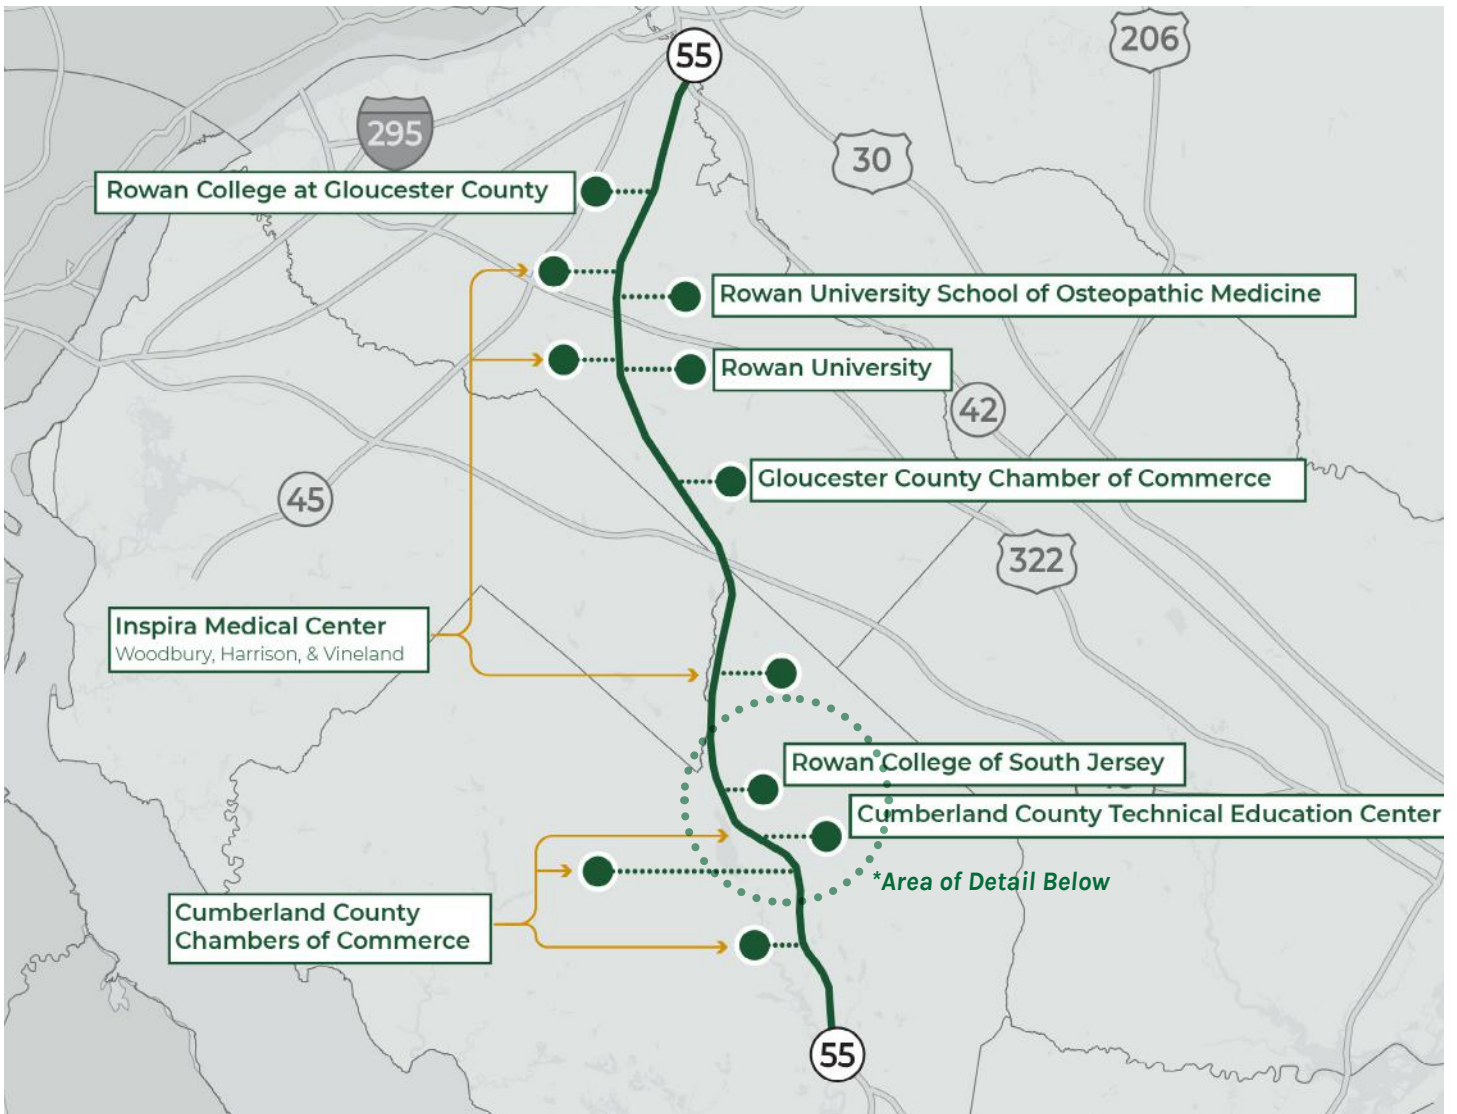 55
206
295
30
Rowan College at Gloucester County
Rowan University School of Osteopathic Medicine
Rowan University
42
Gloucester County Chamber of Commerce
45
322
Inspira Medical Center
Woodbury, Harrison, & Vineland
Rowan College of South Jersey
Cumberland County Technical Education Center
*Area of Detail Below
Cumberland County
Chambers of Commerce
55